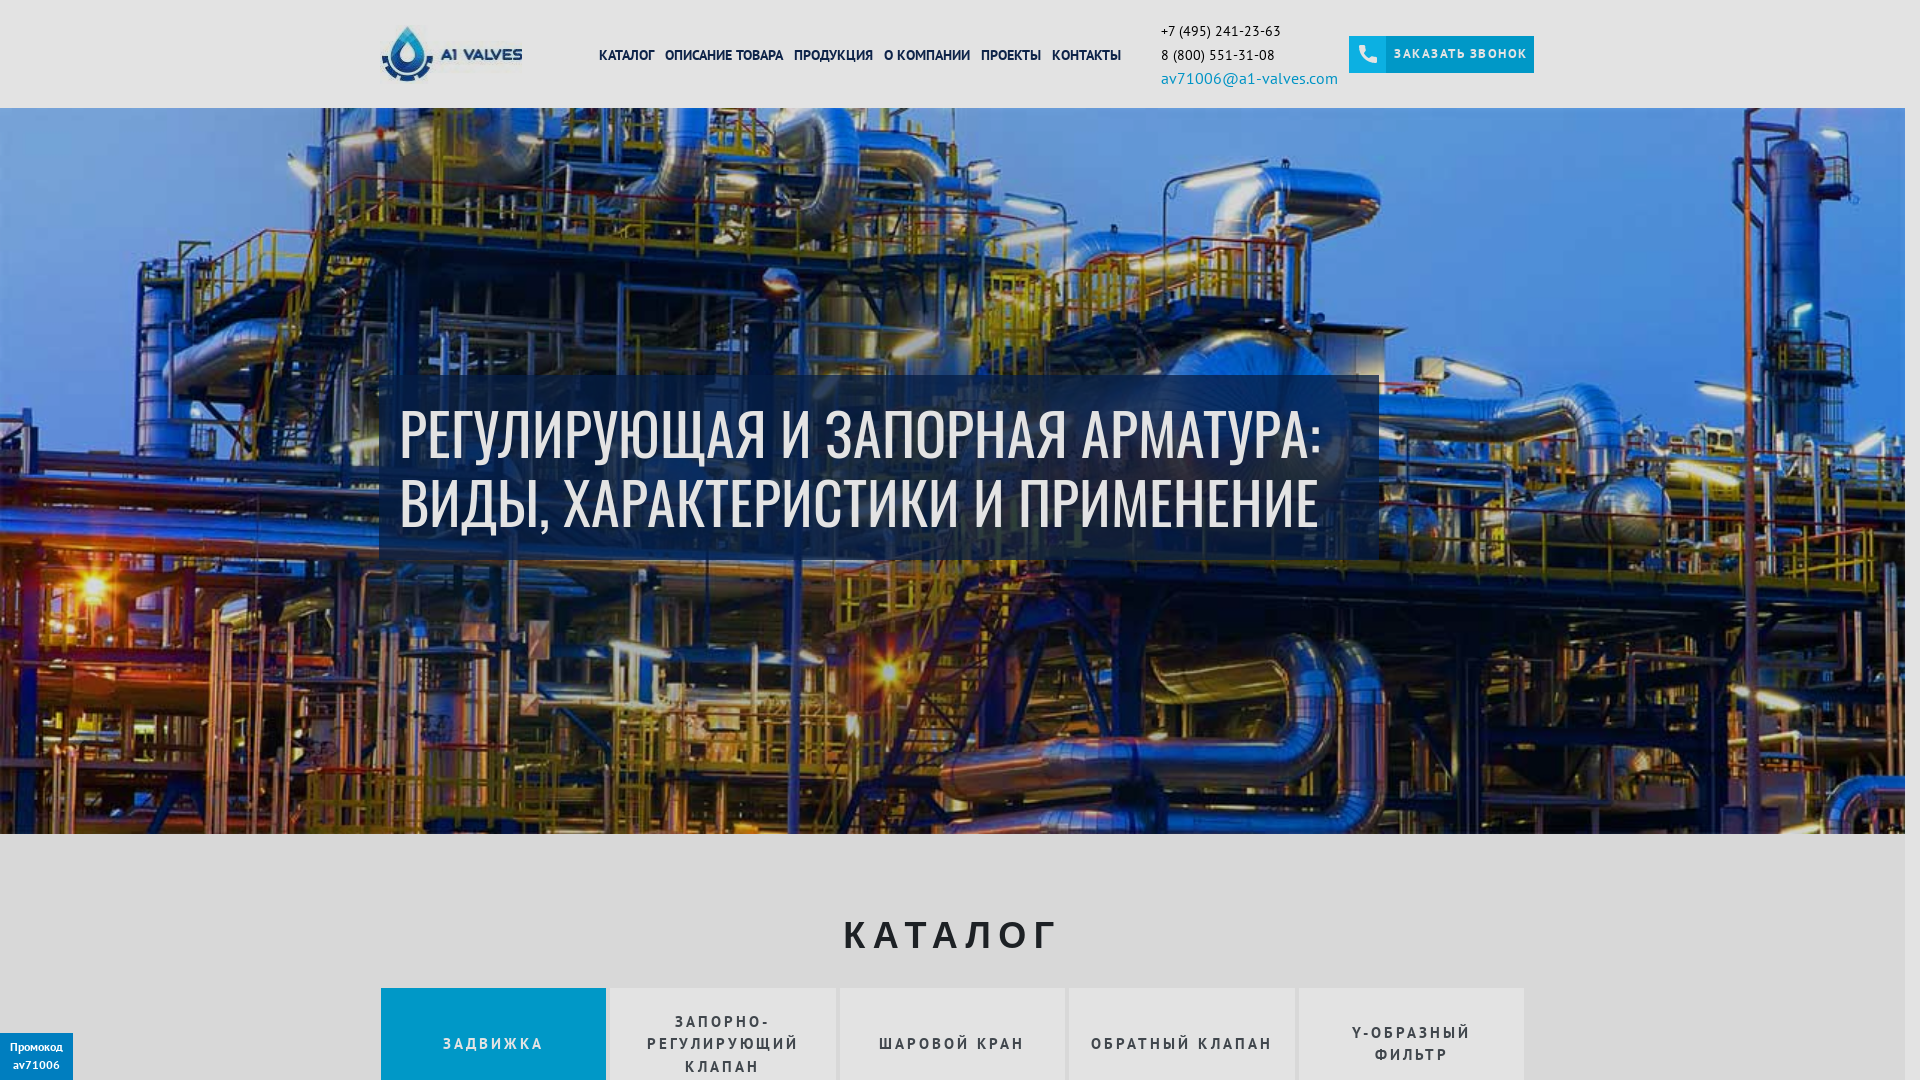 A1 VALVES
КАТАЛОГ ОПИСАНИЕ ТОВАРА ПРОДУКЦИЯ О КОМПАНИИ ПРОЕКТЫ КОНТАКТЫ
+7 (495) 241-23-63
8 (800) 551-31-08
av71006@a1-valves.com
ЗАКАЗАТЬ ЗВОНОК
РЕГУЛИРУЮЩАЯ И ЗАПОРНАЯ АРМАТУРА:
ВИДЫ, ХАРАКТЕРИСТИКИ И ПРИМЕНЕНИЕ
КАТАЛОГ
ЗАДВИЖКА
ЗАПОРНО-
РЕГУЛИРУЮЩИЙ
КЛАПАН
ШАРОВОЙ КРАН
ОБРАТНЫЙ КЛАПАН
Y-ОБРАЗНЫЙ
ФИЛЬТР
Промокод
av71006